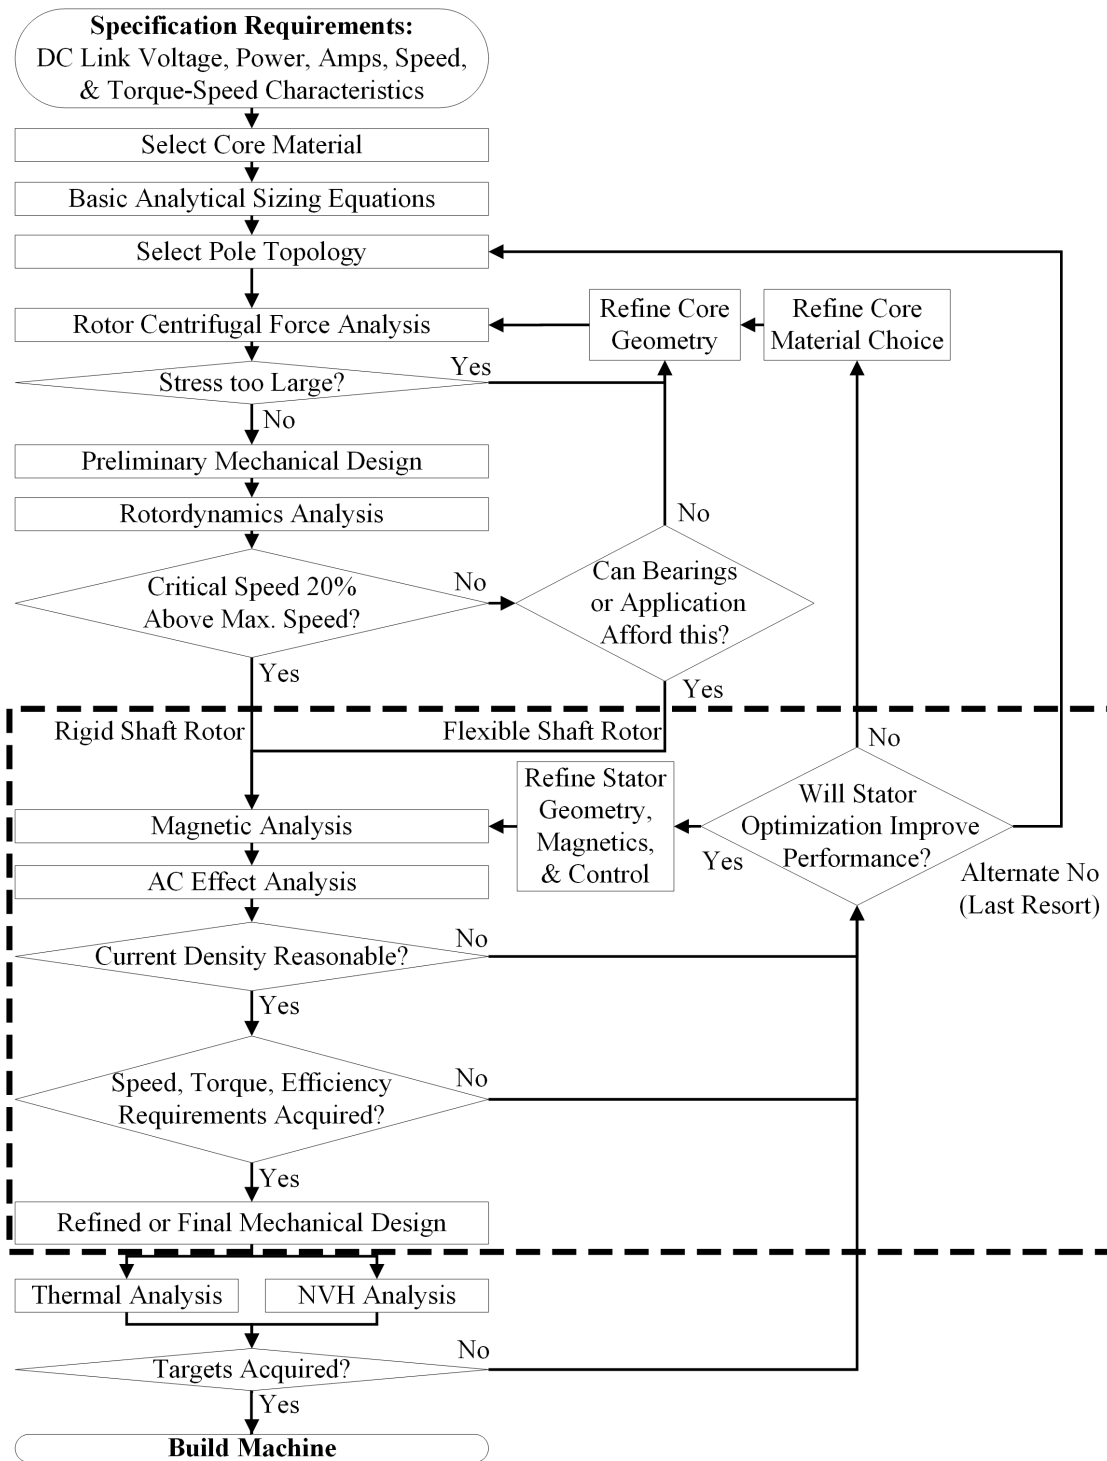 Specification Requirements:
DC Link Voltage, Power, Amps, Speed,
& Torque-Speed Characteristics
Select Core Material
Basic Analytical Sizing Equations
Select Pole Topology
Rotor Centrifugal Force Analysis
Refine Core
Geometry
Refine Core
Material Choice
Stress too Large?
Yes
No
Preliminary Mechanical Design
Rotordynamics Analysis
Critical Speed 20%
Above Max. Speed?
No
Yes
Can Bearings
or Application
Afford this?
No
Yes
Rigid Shaft Rotor
Flexible Shaft Rotor
Magnetic Analysis
Refine Stator
Geometry,
Magnetics,
& Control
Will Stator
Optimization Improve
Performance?
No
Yes
Alternate No
(Last Resort)
AC Effect Analysis
Current Density Reasonable?
No
Yes
Speed, Torque, Efficiency
Requirements Acquired?
No
Yes
Refined or Final Mechanical Design
Thermal Analysis
NVH Analysis
Targets Acquired?
No
Yes
Build Machine